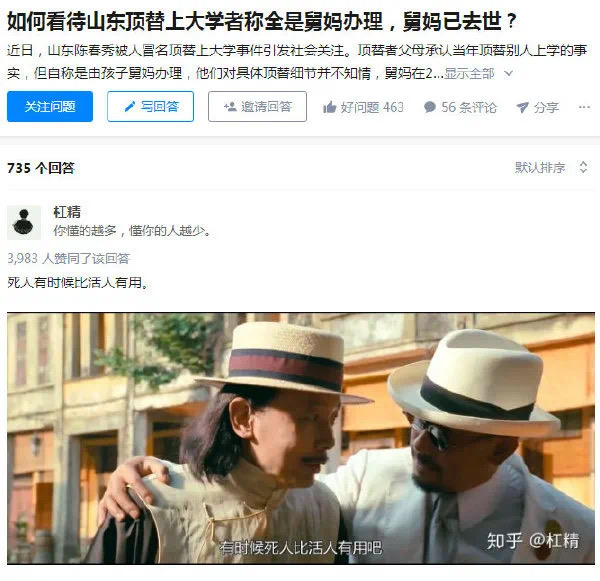 如何看待山东顶替上大学者称全是舅妈办理，舅妈已去世？
近日，山东陈春秀被人冒名顶替上大学事件引发社会关注。顶替者父母承认当年顶替别人上学的事
实，但自称是由孩子舅妈办理，他们对具体顶替细节并不知情，舅妈在2...显示全部
关注问题 写回答 邀请回答 好问题 463 56 条评论 分享 ...
735 个回答 默认排序
杠精
你懂的越多，懂你的人越少。
3,983 人赞同了该回答
死人有时候比活人有用。
有时候死人比活人有用吧
知乎 @杠精